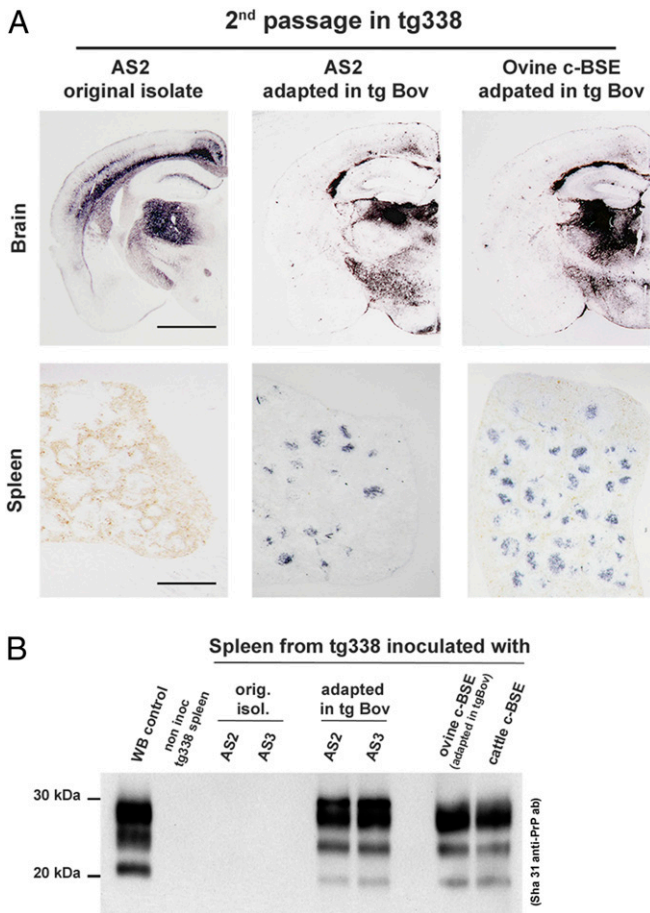 A
2nd passage in tg338
AS2
original isolate
AS2
adapted in tg Bov
Ovine c-BSE
adpated in tg Bov
Brain
Spleen
B
Spleen from tg338 inoculated with
orig.
isol.
adapted
in tg Bov
WB control
non inoc
tg338 spleen
AS2
AS3
AS2
AS3
ovine c-BSE
(adapted in tgBov)
cattle c-BSE
30 kDa
20 kDa
(Sha 31 anti-PrP ab)